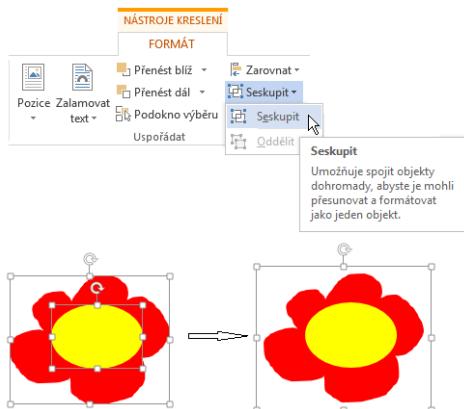 NÁSTROJE KRESLENÍ
FORMÁT
Pozice
Zalamovat
text
Přenést blíž
Přenést dál
Podokno výběru
Zarovnat
Seskupit
Uspořádat
Seskupit
Oddělit
Seskupit
Umožňuje spojit objekty
dohromady, abyste je mohli
přesunovat a formátovat
jako jeden objekt.